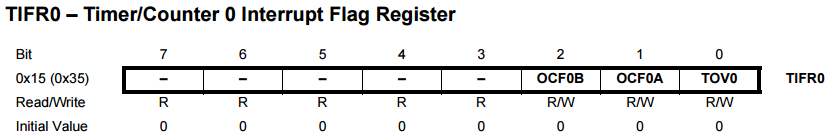 TIFR0 – Timer/Counter 0 Interrupt Flag Register
Bit 7 6 5 4 3 2 1 0
0x15 (0x35) – – – – – OCF0B OCF0A TOV0 TIFR0
Read/Write R R R R R R/W R/W R/W
Initial Value 0 0 0 0 0 0 0 0